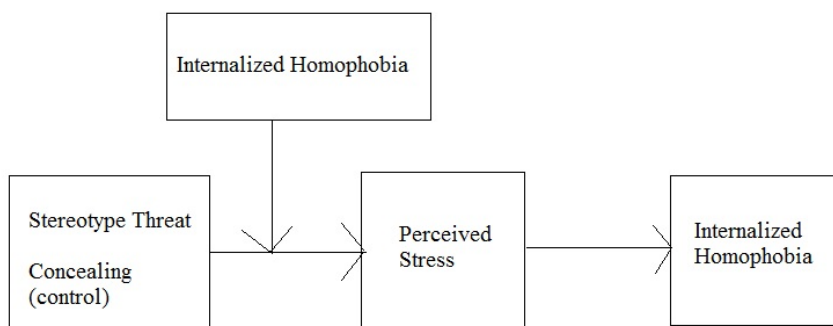 Internalized Homophobia
Stereotype Threat
Concealing
(control)
Perceived
Stress
Internalized
Homophobia